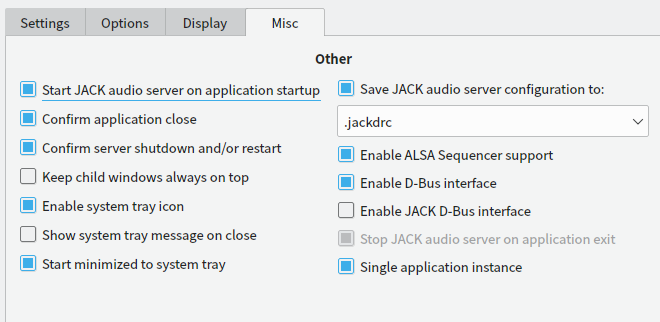 Settings Options Display Misc
Other
Start JACK audio server on application startup
Confirm application close
Confirm server shutdown and/or restart
Keep child windows always on top
Enable system tray icon
Show system tray message on close
Start minimized to system tray
Save JACK audio server configuration to:
.jackdrc
Enable ALSA Sequencer support
Enable D-Bus interface
Enable JACK D-Bus interface
Stop JACK audio server on application exit
Single application instance